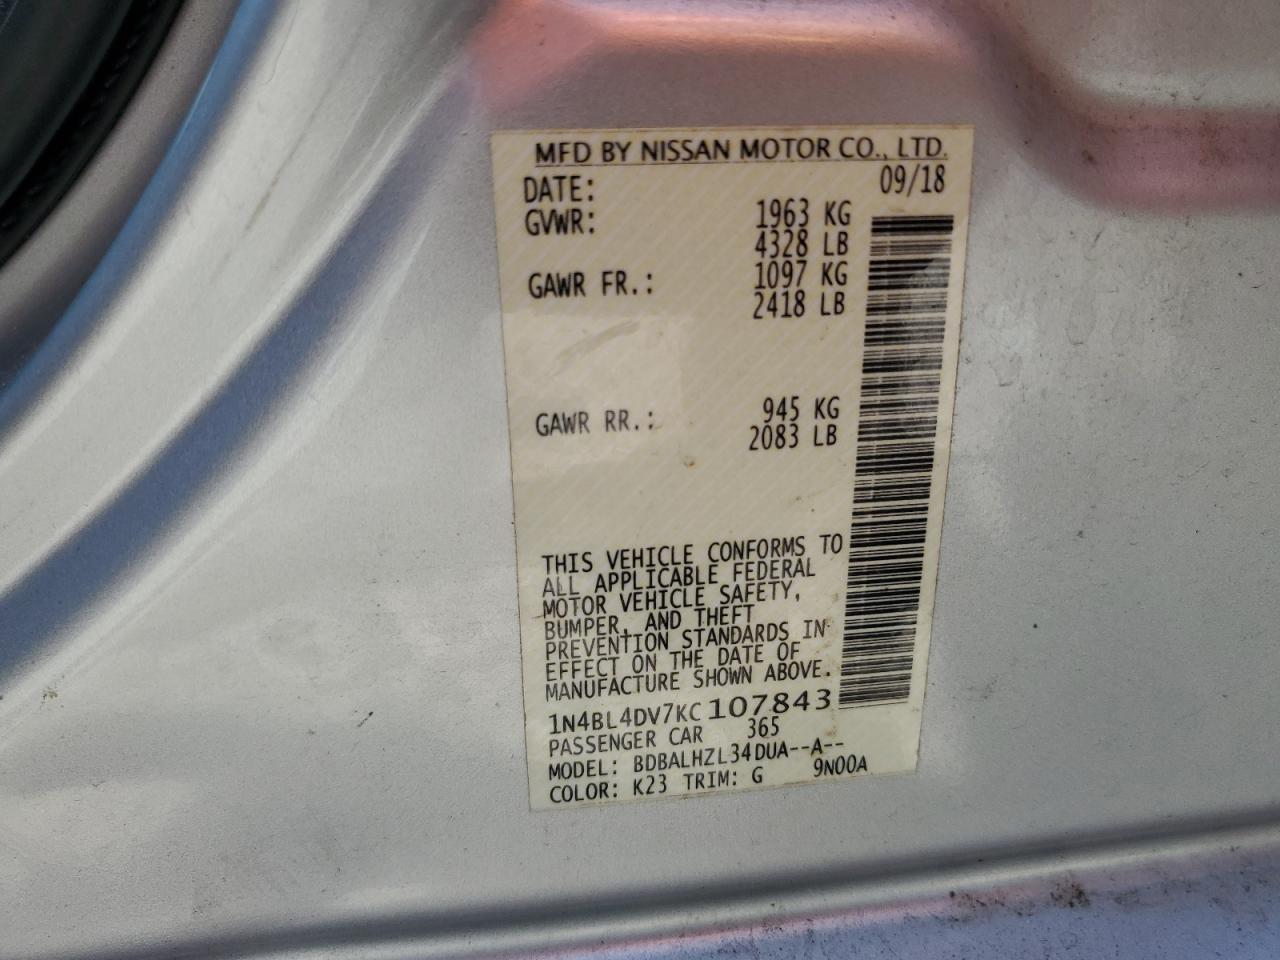 MFD BY NISSAN MOTOR CO., LTD.
DATE: 09/18
GVWR: 1963 KG
4328 LB
GAWR FR.: 1097 KG
2418 LB
GAWR RR.: 945 KG
2083 LB
THIS VEHICLE CONFORMS TO
ALL APPLICABLE FEDERAL
MOTOR VEHICLE SAFETY,
BUMPER, AND THEFT
PREVENTION STANDARDS IN
EFFECT ON THE DATE OF
MANUFACTURE SHOWN ABOVE.
1N4BL4DV7KC107843
PASSENGER CAR 365
MODEL: BDBALHZL34DUA--A--
COLOR: K23 TRIM: G 9N00A